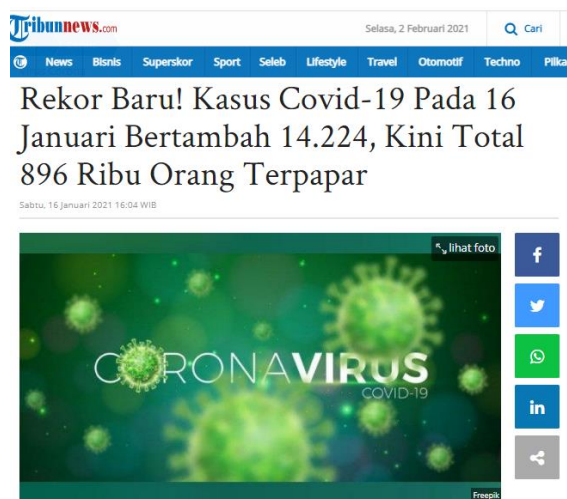 Tribunnews.com
Selasa, 2 Februari 2021
Cari
News Bisnis Superskor Sport Seleb Lifestyle Travel Otomotif Techno Pilka
Rekor Baru! Kasus Covid-19 Pada 16
Januari Bertambah 14.224, Kini Total
896 Ribu Orang Terpapar
Sabtu, 16 Januari 2021 16:04 WIB
lihat foto
CORONAVIRUS
COVID-19
Freepik